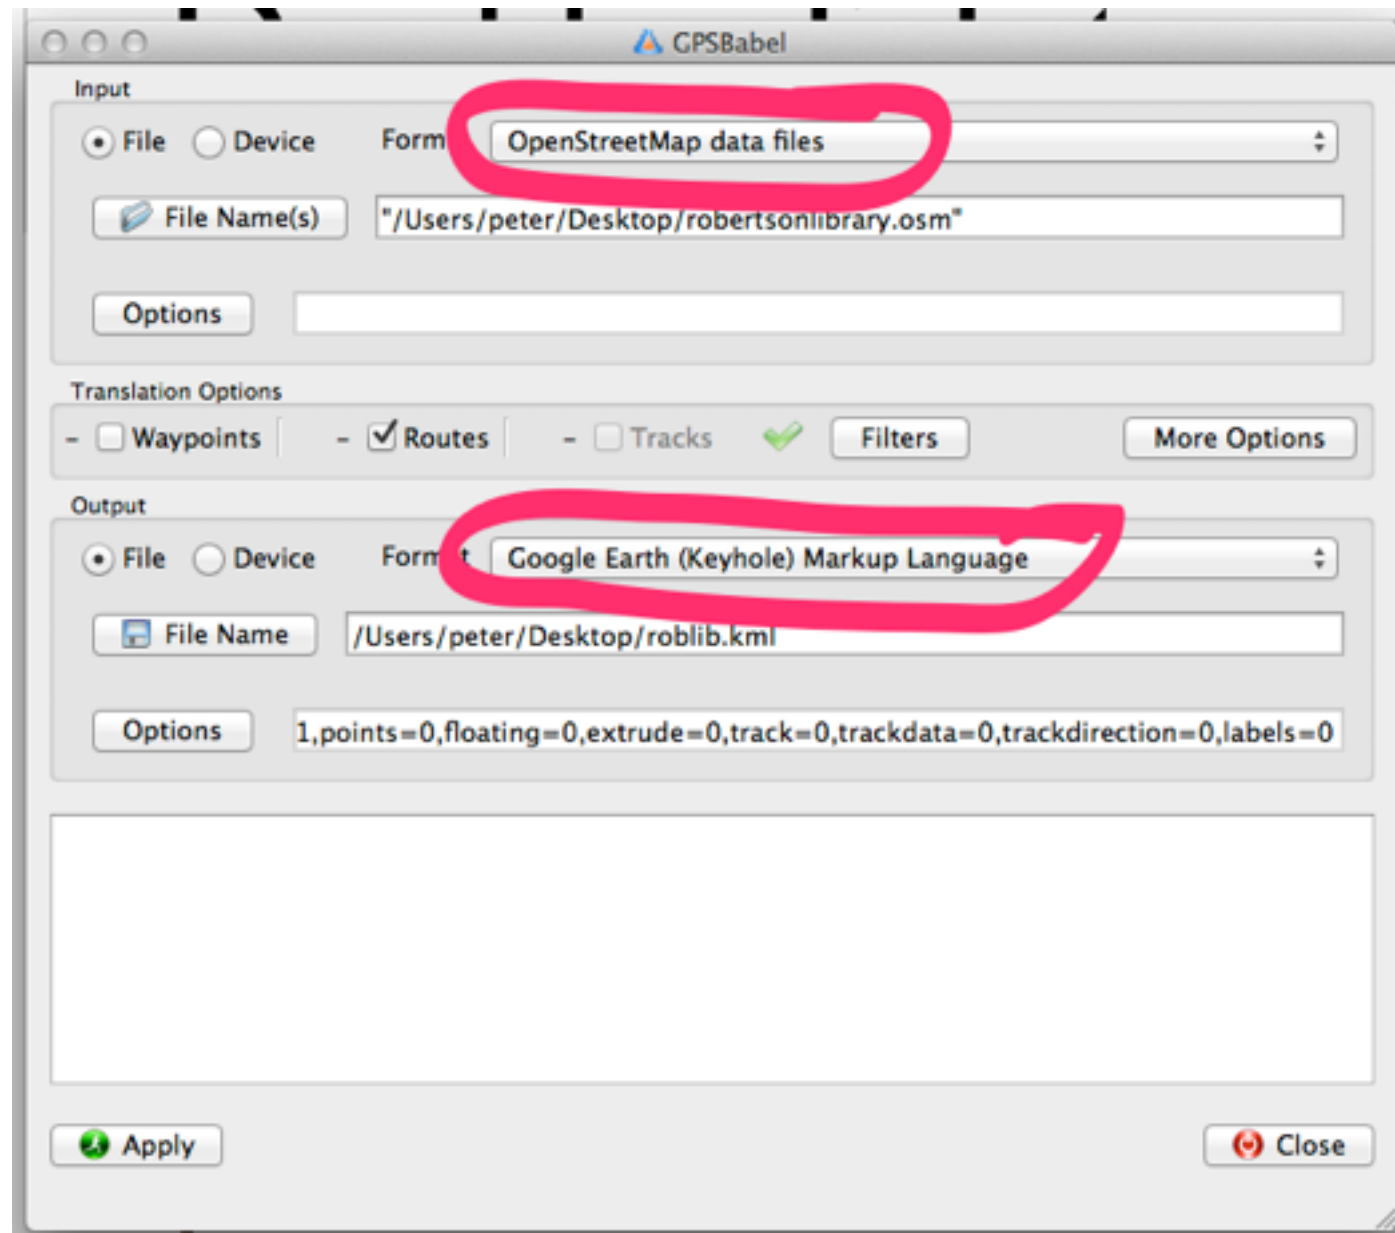 GPSBabel
Input
File Device Form OpenStreetMap data files
File Name(s) "/Users/peter/Desktop/robertsonlibrary.osm"
Options
Translation Options
- Waypoints - Routes - Tracks Filters More Options
Output
File Device Form t Google Earth (Keyhole) Markup Language
File Name /Users/peter/Desktop/roblib.kml
Options 1,points=0,floating=0,extrude=0,track=0,trackdata=0,trackdirection=0,labels=0
Apply Close